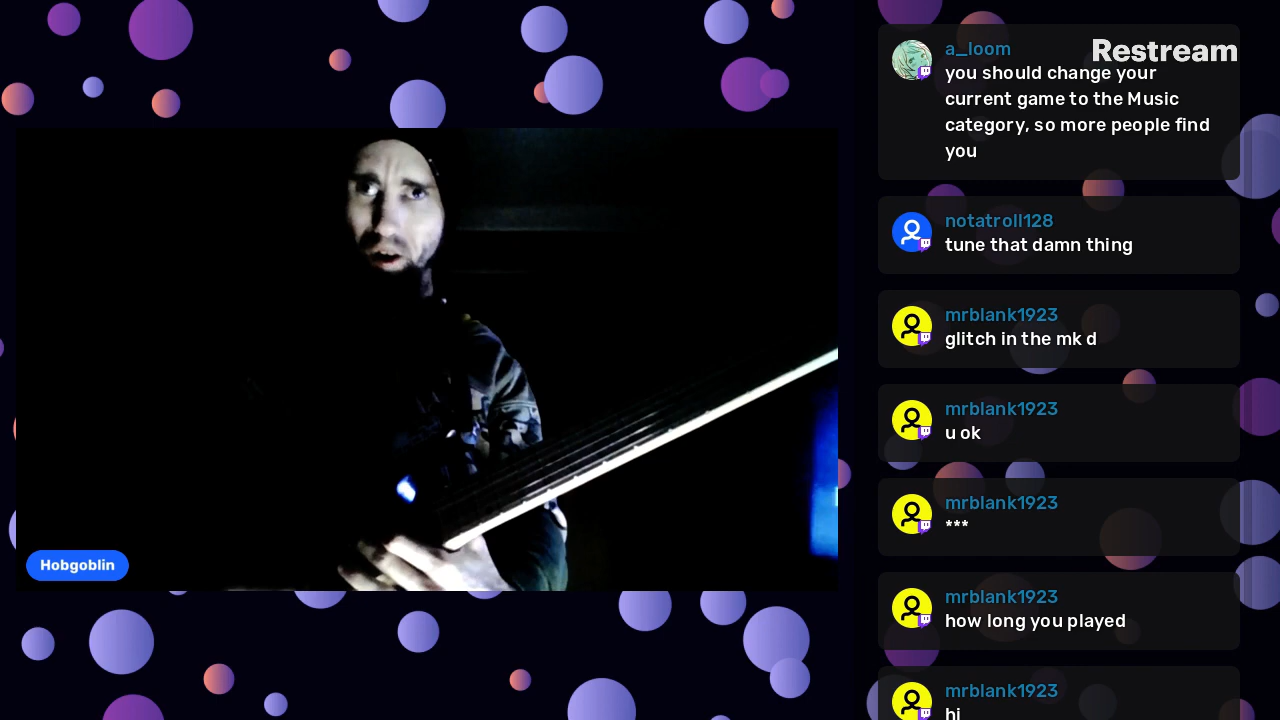 Restream
a_loom
you should change your
current game to the Music
category, so more people find
you
notatroll128
tune that damn thing
mrblank1923
glitch in the mk d
mrblank1923
u ok
mrblank1923
***
mrblank1923
how long you played
mrblank1923
hi
Hobgoblin